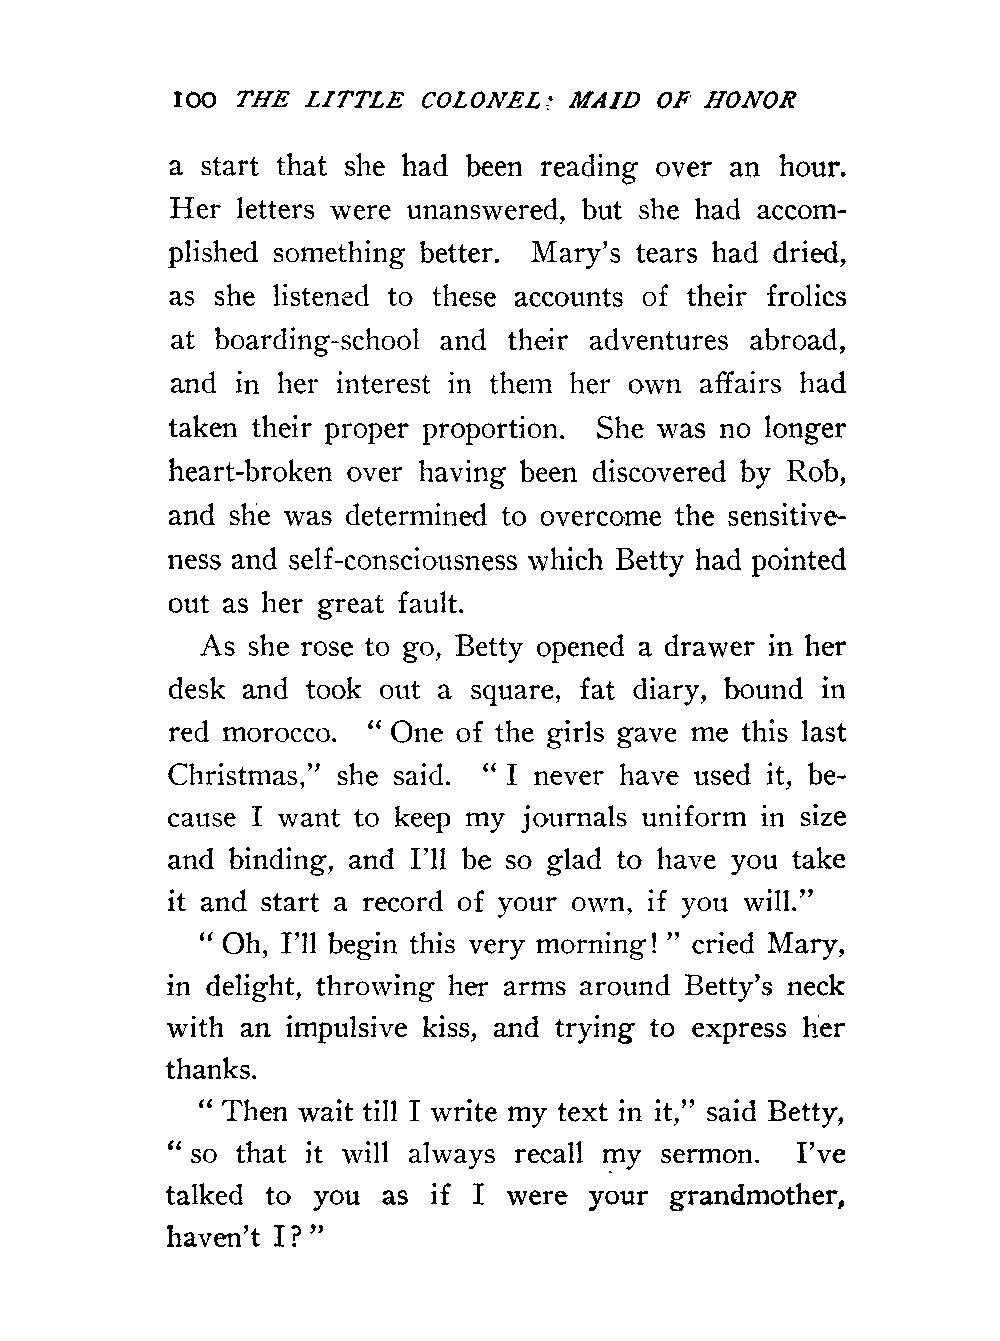 100 THE LITTLE COLONEL: MAID OF HONOR
a start that she had been reading over an hour.
Her letters were unanswered, but she had accom-
plished something better. Mary's tears had dried,
as she listened to these accounts of their frolics
at boarding-school and their adventures abroad,
and in her interest in them her own affairs had
taken their proper proportion. She was no longer
heart-broken over having been discovered by Rob,
and she was determined to overcome the sensitive-
ness and self-consciousness which Betty had pointed
out as her great fault.
As she rose to go, Betty opened a drawer in her
desk and took out a square, fat diary, bound in
red morocco. “ One of the girls gave me this last
Christmas,” she said. “ I never have used it, be-
cause I want to keep my journals uniform in size
and binding, and I'll be so glad to have you take
it and start a record of your own, if you will.”
“ Oh, I'll begin this very morning! ” cried Mary,
in delight, throwing her arms around Betty's neck
with an impulsive kiss, and trying to express her
thanks.
“ Then wait till I write my text in it,” said Betty,
“ so that it will always recall my sermon. I've
talked to you as if I were your grandmother,
haven't I? ”